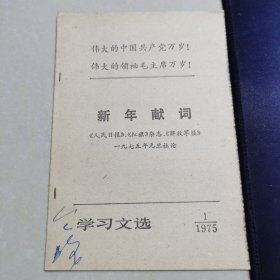 伟大的中国共产党万岁！
伟大的领袖毛主席万岁！
新年献词
《人民日报》、《红旗》杂志、《解放军报》
一九七五年元旦社论
学习文选
1
1975